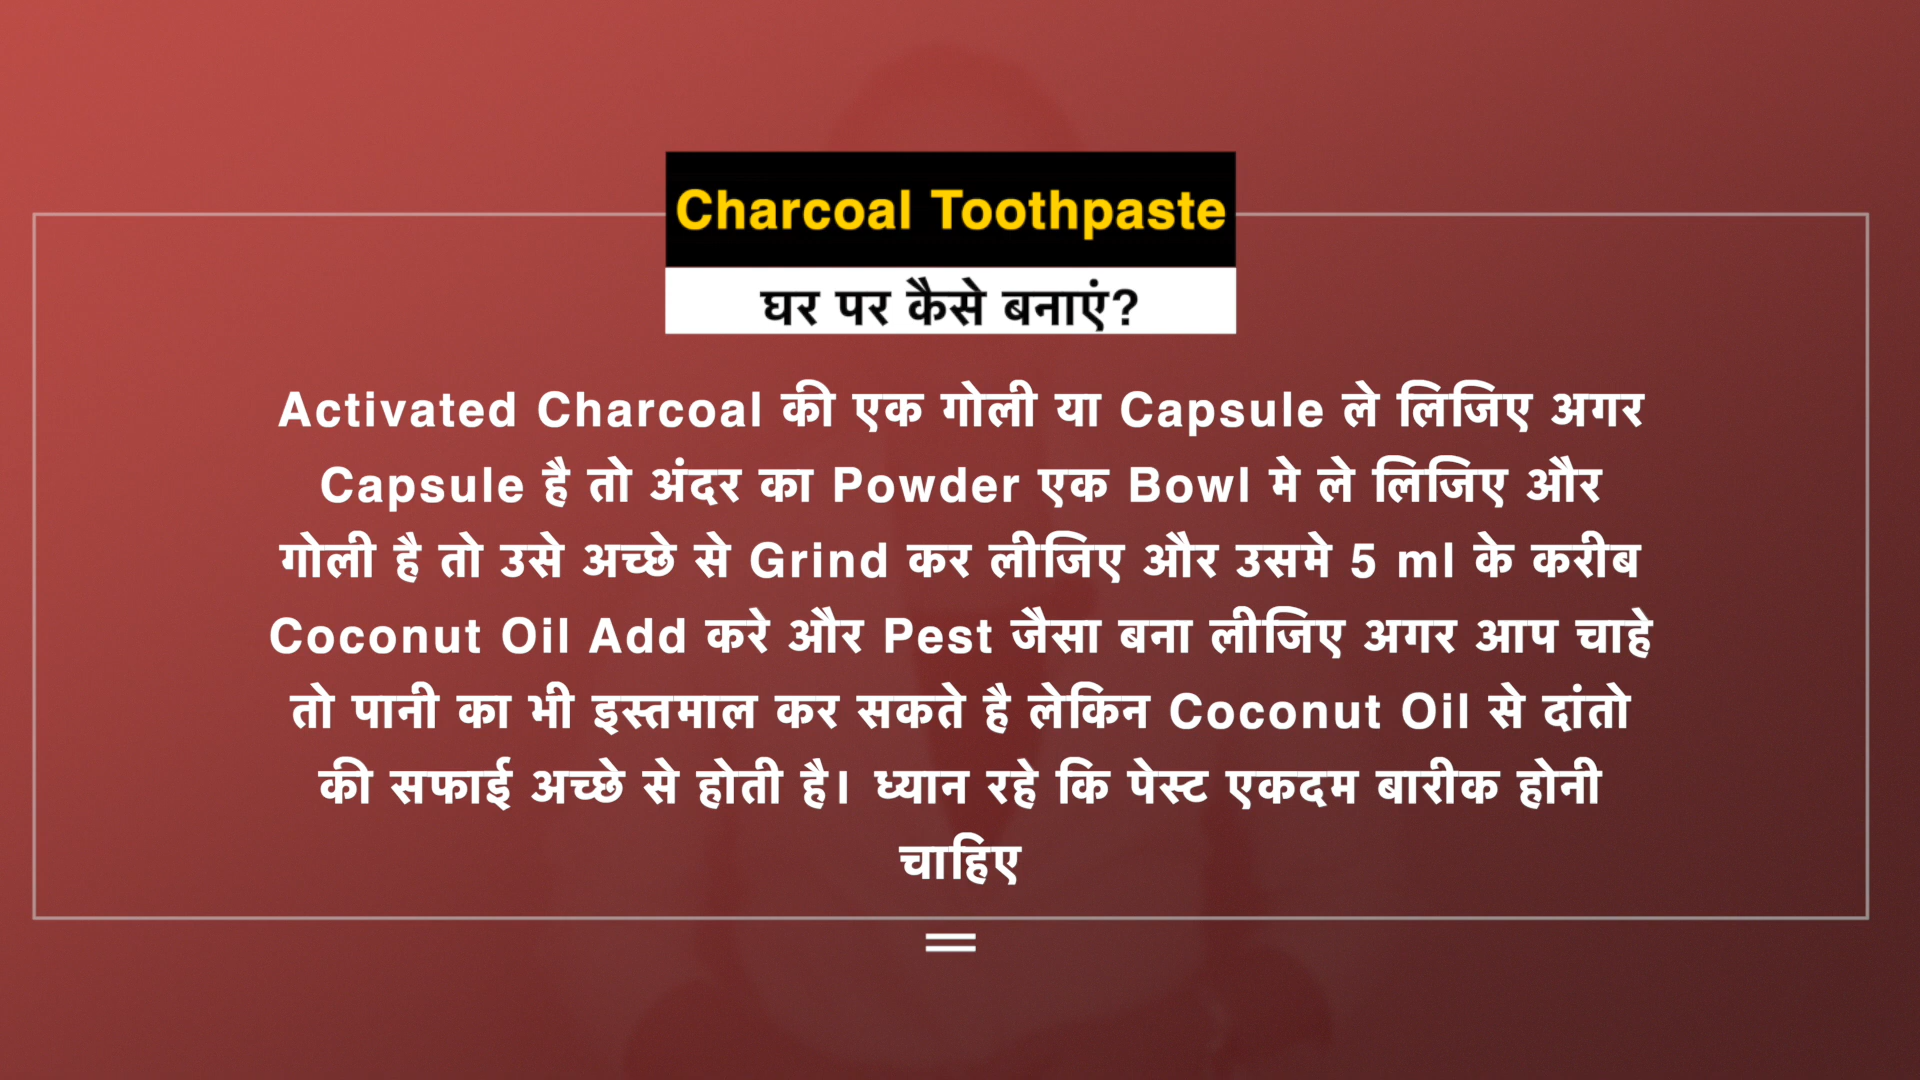 Charcoal Toothpaste
घर पर कैसे बनाएं?
Activated Charcoal की एक गोली या Capsule ले लिजिए अगर
Capsule है तो अंदर का Powder एक Bowl मे ले लिजिए और
गोली है तो उसे अच्छे से Grind कर लीजिए और उसमे 5 ml के करीब
Coconut Oil Add करे और Pest जैसा बना लीजिए अगर आप चाहे
तो पानी का भी इस्तमाल कर सकते है लेकिन Coconut Oil से दांतो
की सफाई अच्छे से होती है। ध्यान रहे कि पेस्ट एकदम बारीक होनी
चाहिए